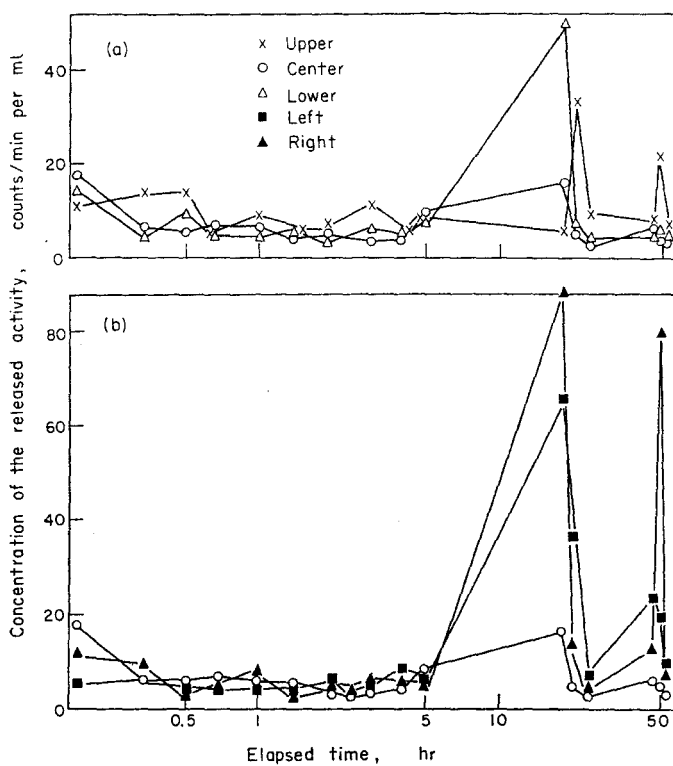 (a)
× Upper
○ Center
△ Lower
■ Left
▲ Right
40
20
0
(b)
80
60
40
20
0
0.5
1
5
10
50
Concentration of the released activity, counts/min per ml
Elapsed time, hr